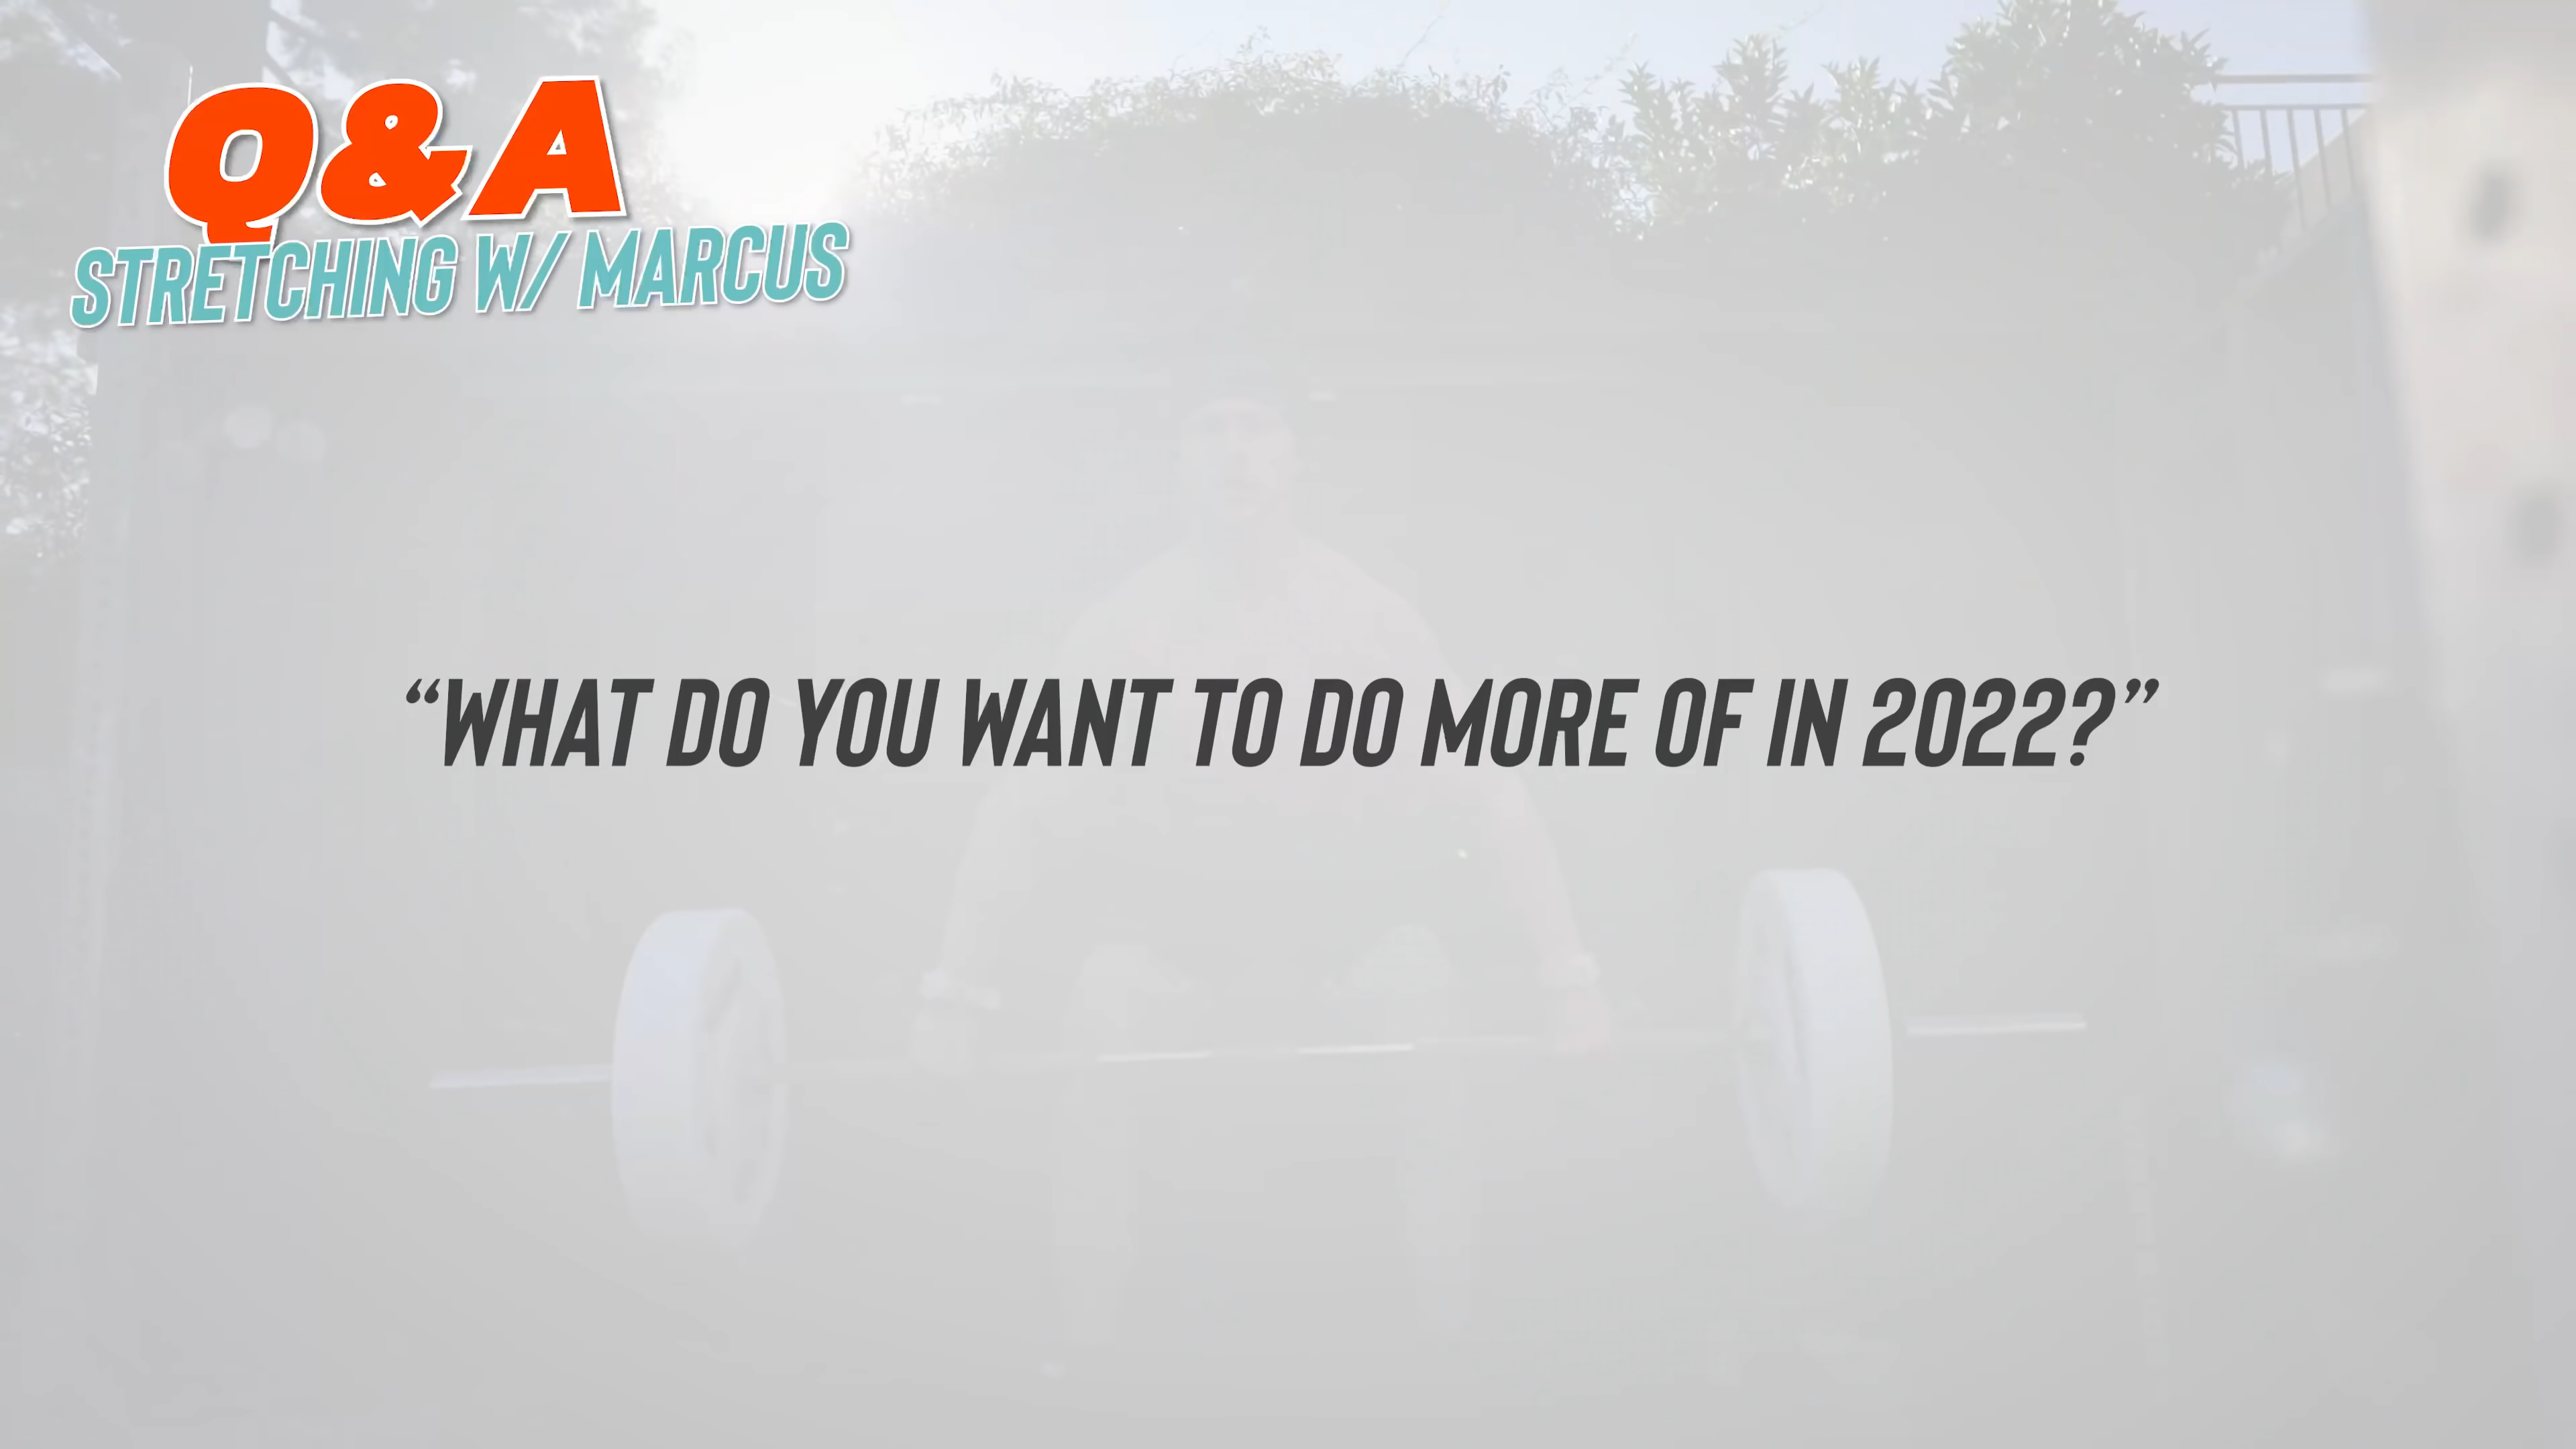 Q&A
STRETCHING W/ MARCUS
“WHAT DO YOU WANT TO DO MORE OF IN 2022?”